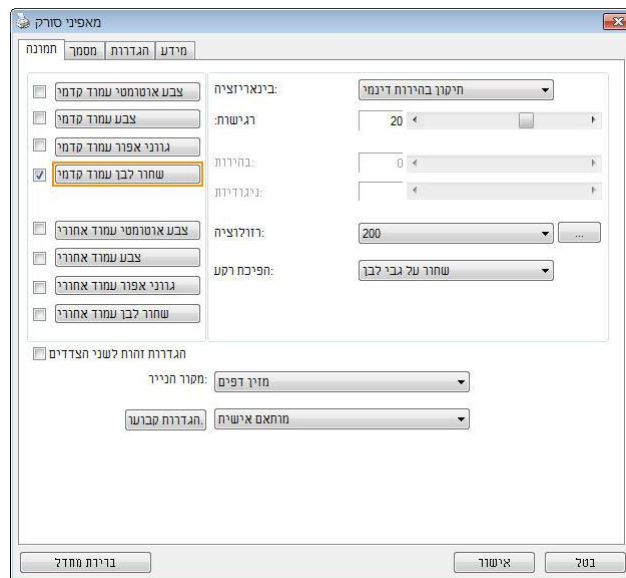 מאפיני סורק
תמונה מסמך הגדרות מידע
צבע אוטומטי עמוד קדמי
צבע עמוד קדמי
גווני אפור עמוד קדמי
שחור לבן עמוד קדמי
צבע אוטומטי עמוד אחורי
צבע עמוד אחורי
גווני אפור עמוד אחורי
שחור לבן עמוד אחורי
בינאריזציה: תיקון בהירות דינמי
רגישות: 20
בהירות: 0
ניגודיות:
רזולוציה: 200 ...
הפיכת רקע: שחור על גבי לבן
הגדרות זהות לשני הצדדים
מקור הנייר: מזין דפים
הגדרות קבועו. מותאם אישית
ברירת מחדל אישור בטל